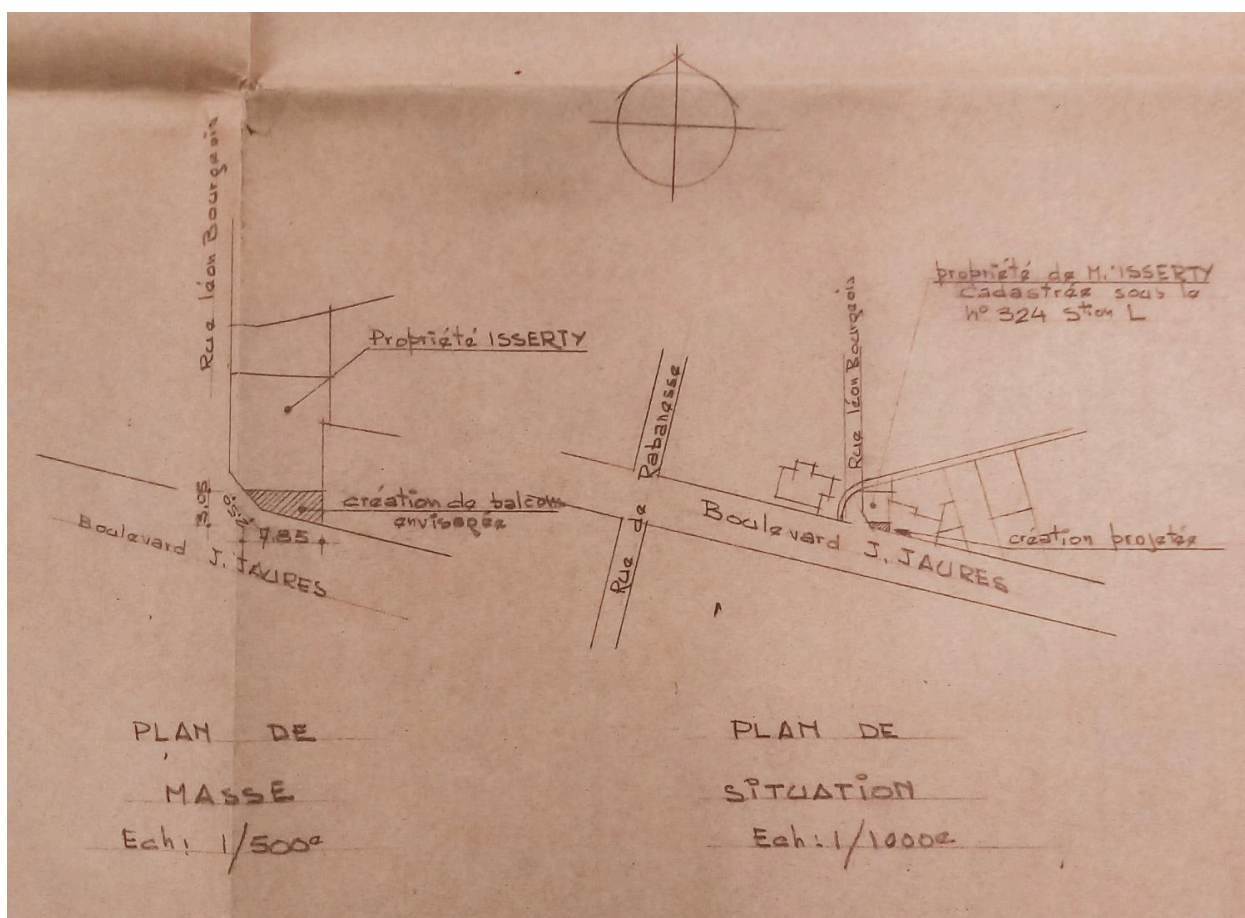 Rue léon Bourgeois
Propriété ISSERTY
création de balcon
envisagée
3.05
7.85
Boulevard J. JAURES
PLAN DE
MASSE
Ech: 1/500e
propriété de M. ISSERTY
cadastrée sous le
n° 324 Stion L
Rue léon Bourgeois
Rue de Rabanesse
Boulevard J. JAURES
création projetée
PLAN DE
SITUATION
Ech: 1/1000e